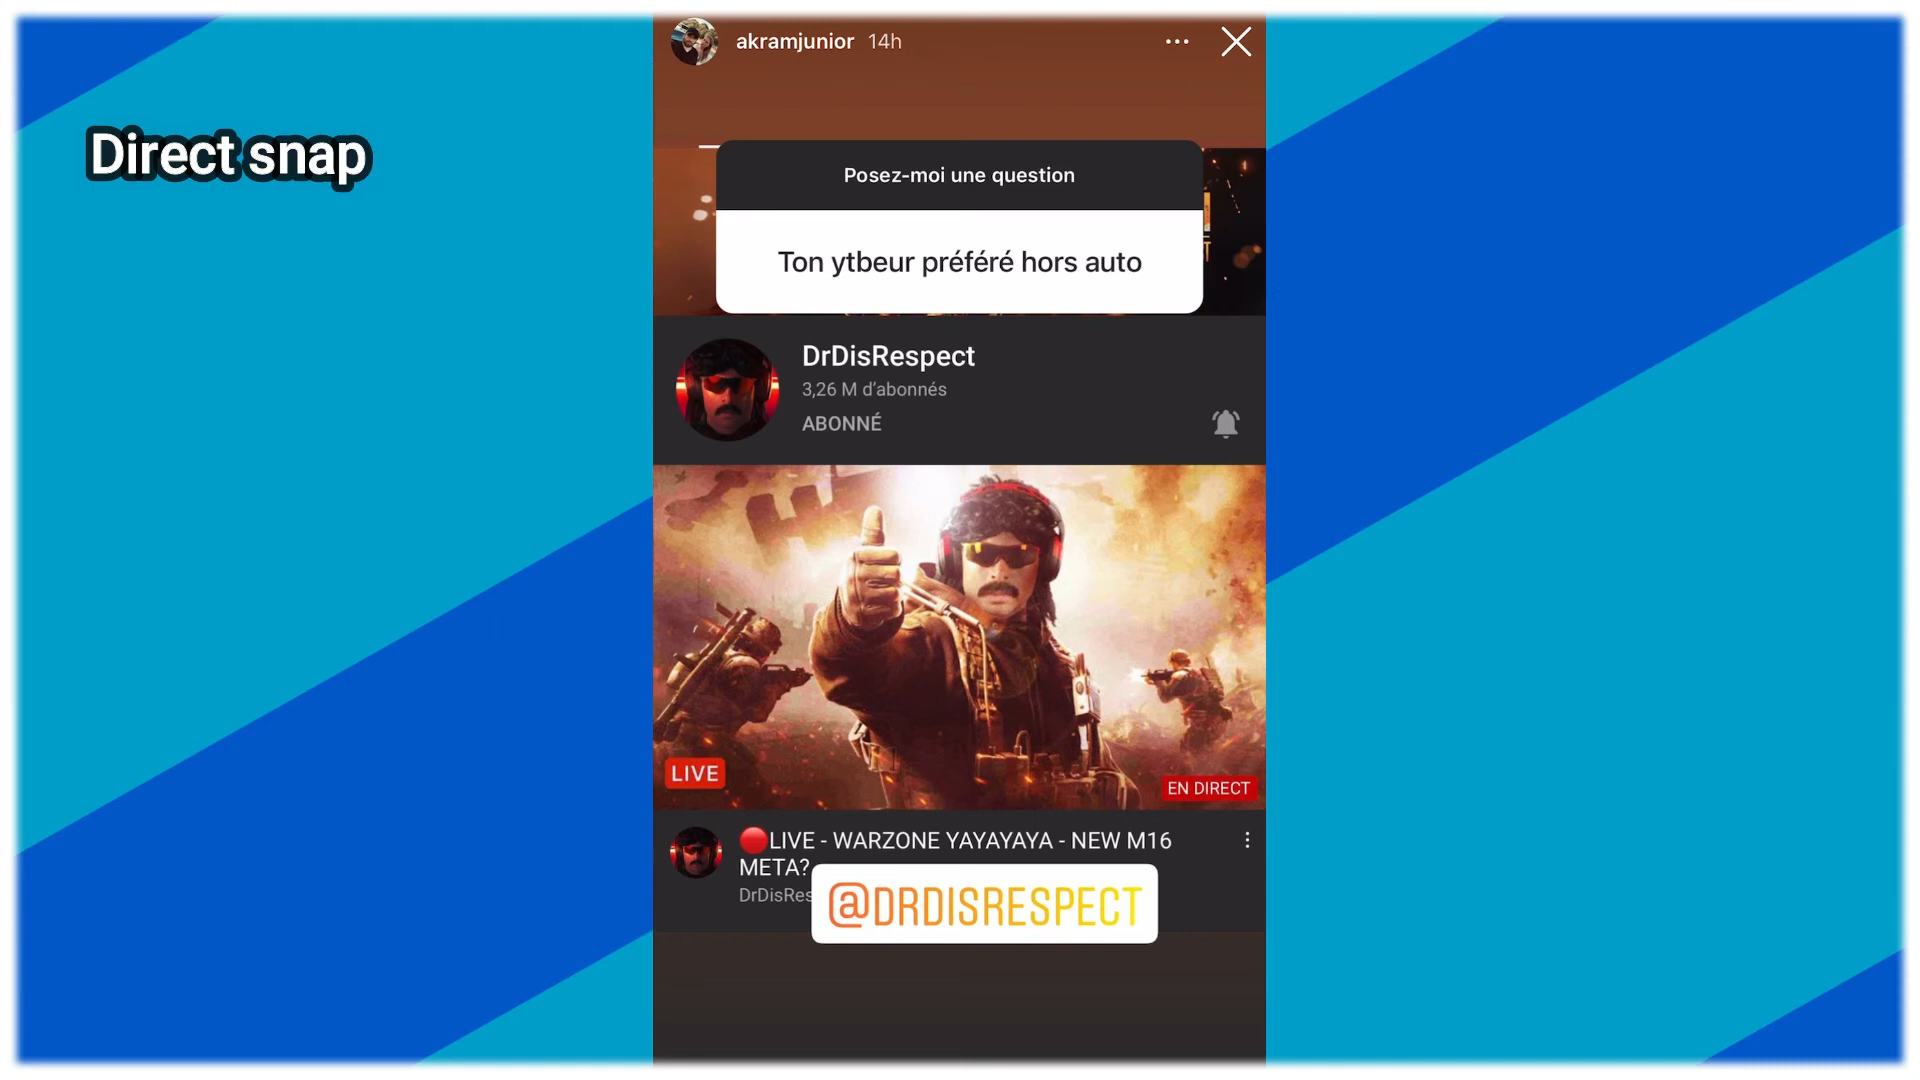 Direct snap
akramjunior 14h
Posez-moi une question
Ton ytbeur préféré hors auto
DrDisRespect
3,26 M d’abonnés
ABONNÉ
LIVE
EN DIRECT
🔴LIVE - WARZONE YAYAYAYA - NEW M16
META?
DrDisRes
@DRDISRESPECT